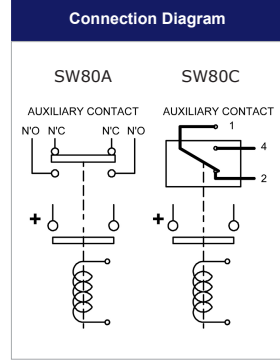 Connection Diagram
SW80A SW80C
AUXILIARY CONTACT AUXILIARY CONTACT
N'O N'C N'C N'O
1
4
2
+ +